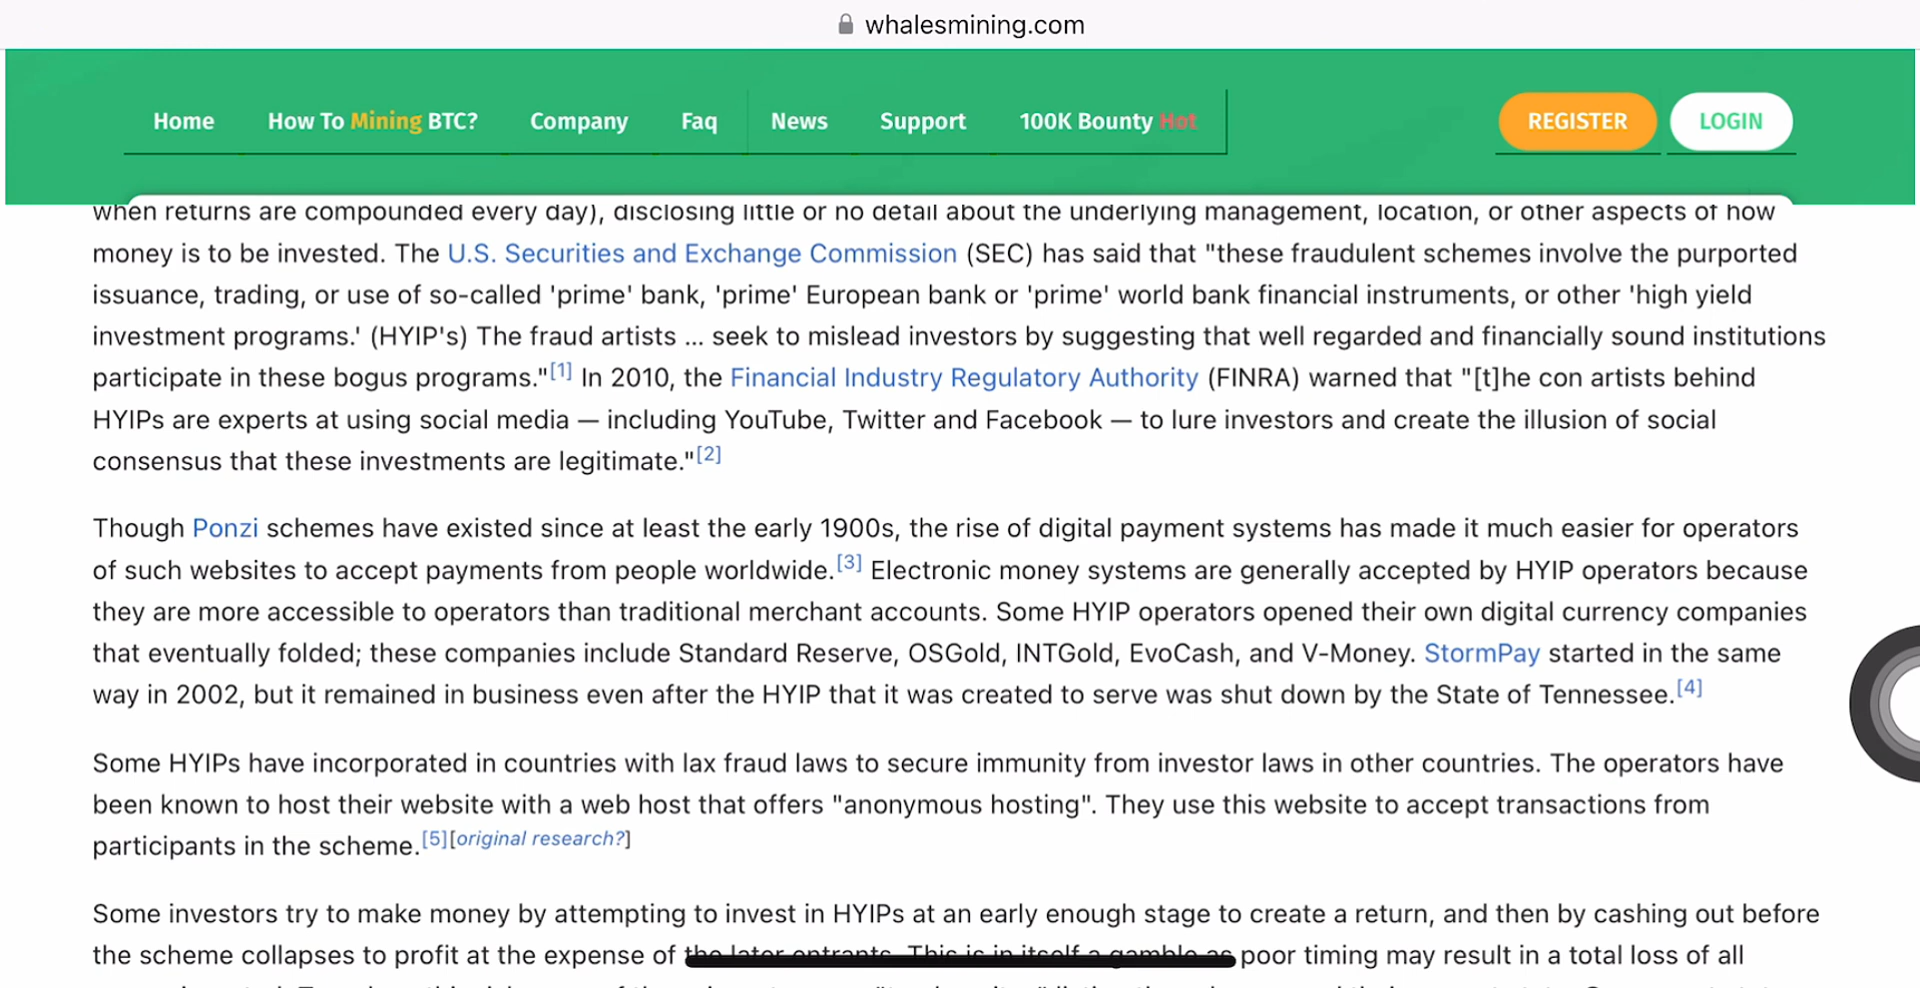 whalesmining.com
Home How To Mining BTC? Company Faq News Support 100K Bounty Hot REGISTER LOGIN
when returns are compounded every day), disclosing little or no detail about the underlying management, location, or other aspects of how
money is to be invested. The U.S. Securities and Exchange Commission (SEC) has said that "these fraudulent schemes involve the purported
issuance, trading, or use of so-called 'prime' bank, 'prime' European bank or 'prime' world bank financial instruments, or other 'high yield
investment programs.' (HYIP's) The fraud artists ... seek to mislead investors by suggesting that well regarded and financially sound institutions
participate in these bogus programs."[1] In 2010, the Financial Industry Regulatory Authority (FINRA) warned that "[t]he con artists behind
HYIPs are experts at using social media — including YouTube, Twitter and Facebook — to lure investors and create the illusion of social
consensus that these investments are legitimate."[2]
Though Ponzi schemes have existed since at least the early 1900s, the rise of digital payment systems has made it much easier for operators
of such websites to accept payments from people worldwide.[3] Electronic money systems are generally accepted by HYIP operators because
they are more accessible to operators than traditional merchant accounts. Some HYIP operators opened their own digital currency companies
that eventually folded; these companies include Standard Reserve, OSGold, INTGold, EvoCash, and V-Money. StormPay started in the same
way in 2002, but it remained in business even after the HYIP that it was created to serve was shut down by the State of Tennessee.[4]
Some HYIPs have incorporated in countries with lax fraud laws to secure immunity from investor laws in other countries. The operators have
been known to host their website with a web host that offers "anonymous hosting". They use this website to accept transactions from
participants in the scheme.[5][original research?]
Some investors try to make money by attempting to invest in HYIPs at an early enough stage to create a return, and then by cashing out before
the scheme collapses to profit at the expense of the later entrants. This is in itself a gamble as poor timing may result in a total loss of all